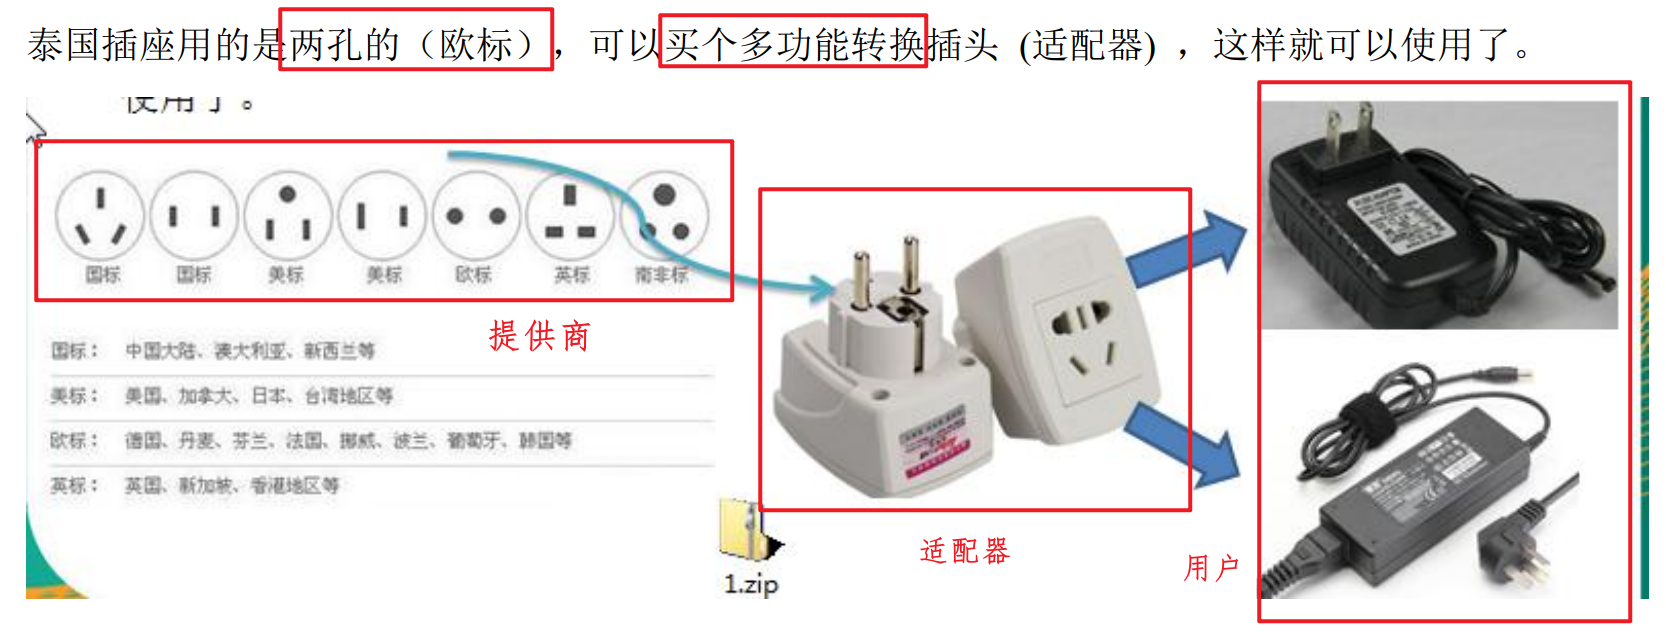 泰国插座用的是两孔的（欧标），可以买个多功能转换插头 (适配器) ，这样就可以使用了。
使用了。
国标 国标 美标 美标 欧标 英标 南非标
提供商
国标： 中国大陆、澳大利亚、新西兰等
美标： 美国、加拿大、日本、台湾地区等
欧标： 德国、丹麦、芬兰、法国、挪威、波兰、葡萄牙、韩国等
英标： 英国、新加坡、香港地区等
适配器
用户
1.zip